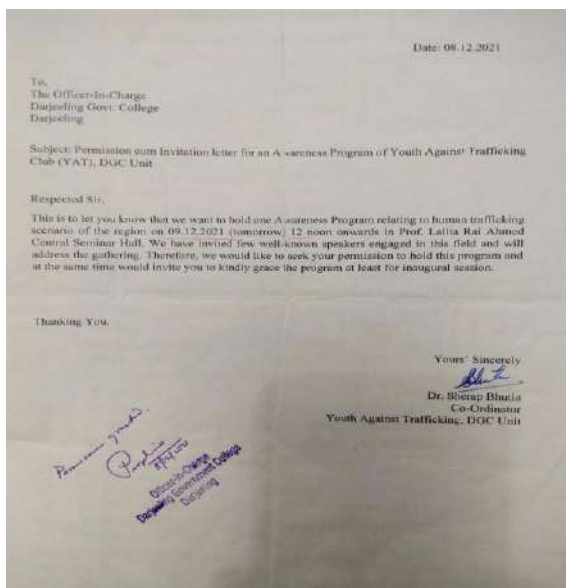 Date: 08.12.2021
To,
The Officer-In-Charge
Darjeeling Govt. College
Darjeeling
Subject: Permission cum Invitation letter for an Awareness Program of Youth Against Trafficking
Club (YAT), DGC Unit
Respected Sir,
This is to let you know that we want to hold one Awareness Program relating to human trafficking
scenario of the region on 09.12.2021 (tomorrow) 12 noon onwards in Prof. Lalita Rai Ahmed
Central Seminar Hall. We have invited few well-known speakers engaged in this field and will
address the gathering. Therefore, we would like to seek your permission to hold this program and
at the same time would invite you to kindly grace the program at least for inaugural session.
Thanking You.
Yours' Sincerely
Dr. Sherap Bhutia
Co-Ordinator
Youth Against Trafficking, DGC Unit
Permission granted.
Officer-In-Charge
Darjeeling Government College
Darjeeling